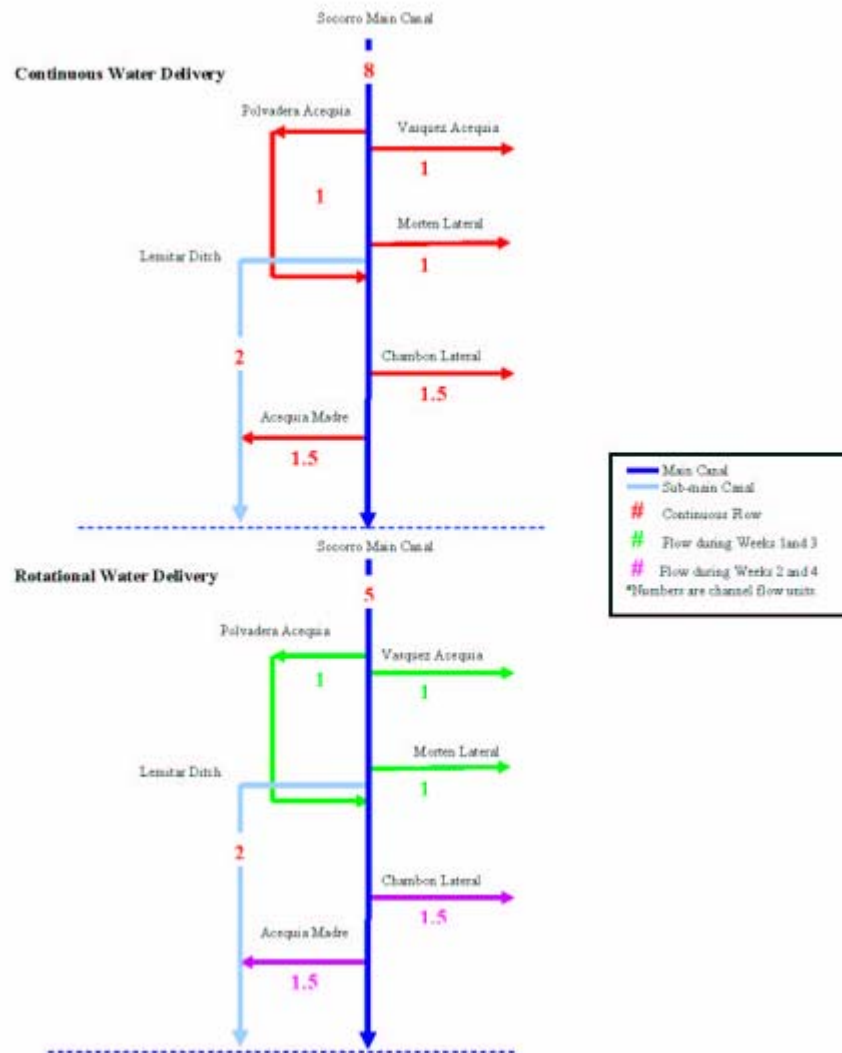 Socorro Main Canal
Continuous Water Delivery
8
Polvadera Acequia
Vasquez Acequia
1
1
Morten Lateral
1
Lemitar Ditch
2
Chambon Lateral
1.5
Acequia Madre
1.5
Main Canal
Sub-main Canal
# Continuous Flow
# Flow during Weeks 1and 3
# Flow during Weeks 2 and 4
*Numbers are channel flow units
Socorro Main Canal
Rotational Water Delivery
5
Polvadera Acequia
Vasquez Acequia
1
1
Morten Lateral
1
Lemitar Ditch
2
Chambon Lateral
1.5
Acequia Madre
1.5